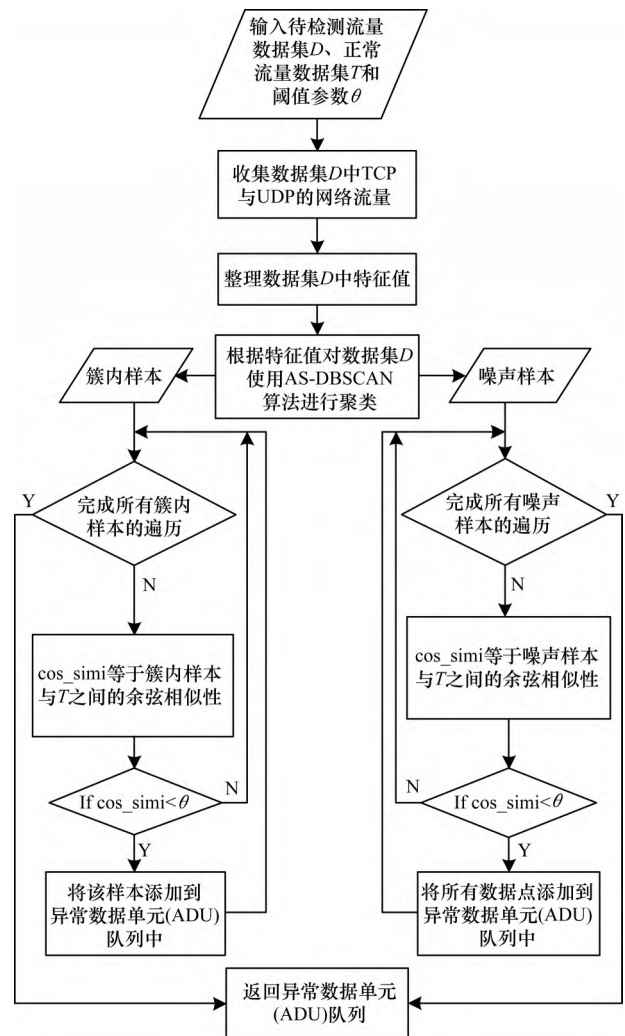 输入待检测流量
数据集D、正常
流量数据集T和
阈值参数θ
收集数据集D中TCP
与UDP的网络流量
整理数据集D中特征值
根据特征值对数据集D
使用AS-DBSCAN
算法进行聚类
簇内样本
噪声样本
Y
完成所有簇内
样本的遍历
N
cos_simi等于簇内样本
与T之间的余弦相似性
If cos_simi<θ
N
Y
将该样本添加到
异常数据单元(ADU)
队列中
完成所有噪声
样本的遍历
Y
N
cos_simi等于噪声样本
与T之间的余弦相似性
N
If cos_simi<θ
Y
将所有数据点添加到
异常数据单元(ADU)
队列中
返回异常数据单元
(ADU)队列